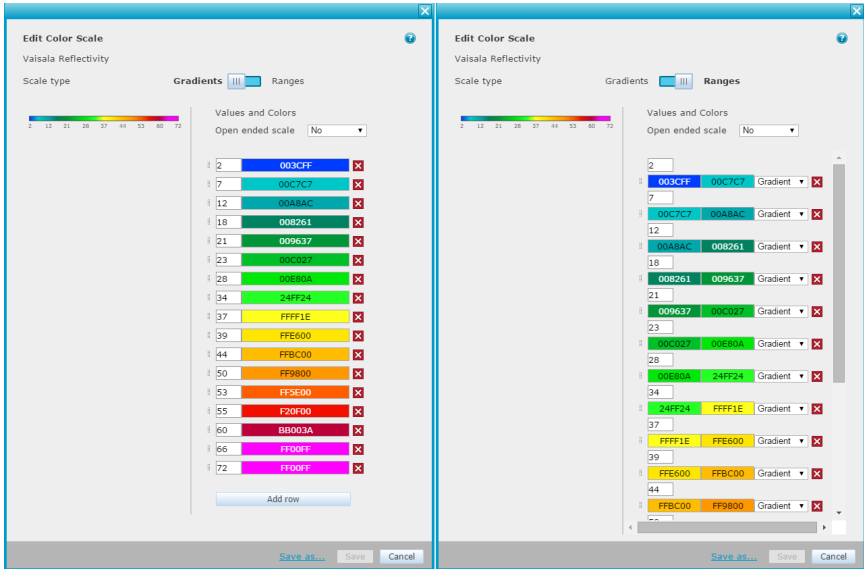 Edit Color Scale
Vaisala Reflectivity
Scale type
Gradients
Ranges
2 12 21 28 37 44 53 60 72
Values and Colors
Open ended scale No
2 003CFF
7 00C7C7
12 00A8AC
18 008261
21 009637
23 00C027
28 00E80A
34 24FF24
37 FFFF1E
39 FFE600
44 FFBC00
50 FF9800
53 FF5E00
55 F20F00
60 BB003A
66 FF00FF
72 FF00FF
Add row
Save as... Save Cancel
Edit Color Scale
Vaisala Reflectivity
Scale type
Gradients
Ranges
2 12 21 28 37 44 53 60 72
Values and Colors
Open ended scale No
2
003CFF 00C7C7 Gradient
7
00C7C7 00A8AC Gradient
12
00A8AC 008261 Gradient
18
008261 009637 Gradient
21
009637 00C027 Gradient
23
00C027 00E80A Gradient
28
00E80A 24FF24 Gradient
34
24FF24 FFFF1E Gradient
37
FFFF1E FFE600 Gradient
39
FFE600 FFBC00 Gradient
44
FFBC00 FF9800 Gradient
Save as... Save Cancel